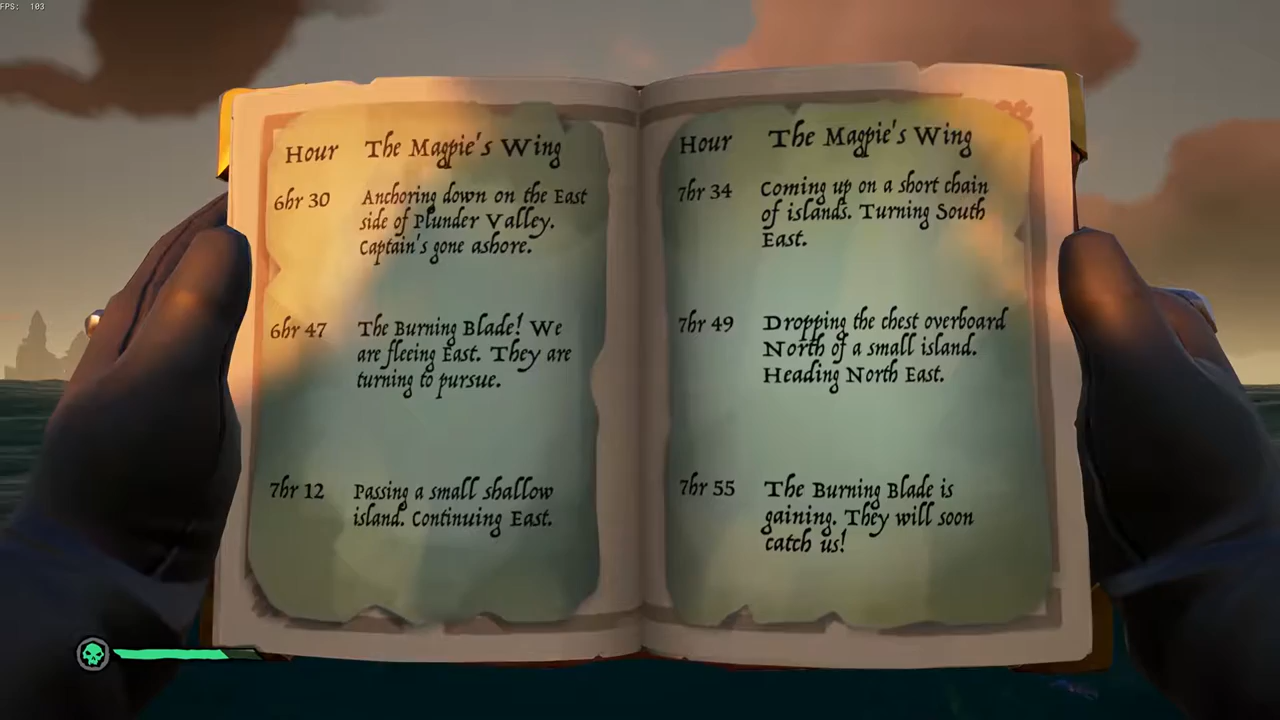 FPS: 103
Hour The Magpie's Wing
6hr 30 Anchoring down on the East
side of Plunder Valley.
Captain's gone ashore.
6hr 47 The Burning Blade! We
are fleeing East. They are
turning to pursue.
7hr 12 Passing a small shallow
island. Continuing East.
Hour The Magpie's Wing
7hr 34 Coming up on a short chain
of islands. Turning South
East.
7hr 49 Dropping the chest overboard
North of a small island.
Heading North East.
7hr 55 The Burning Blade is
gaining. They will soon
catch us!